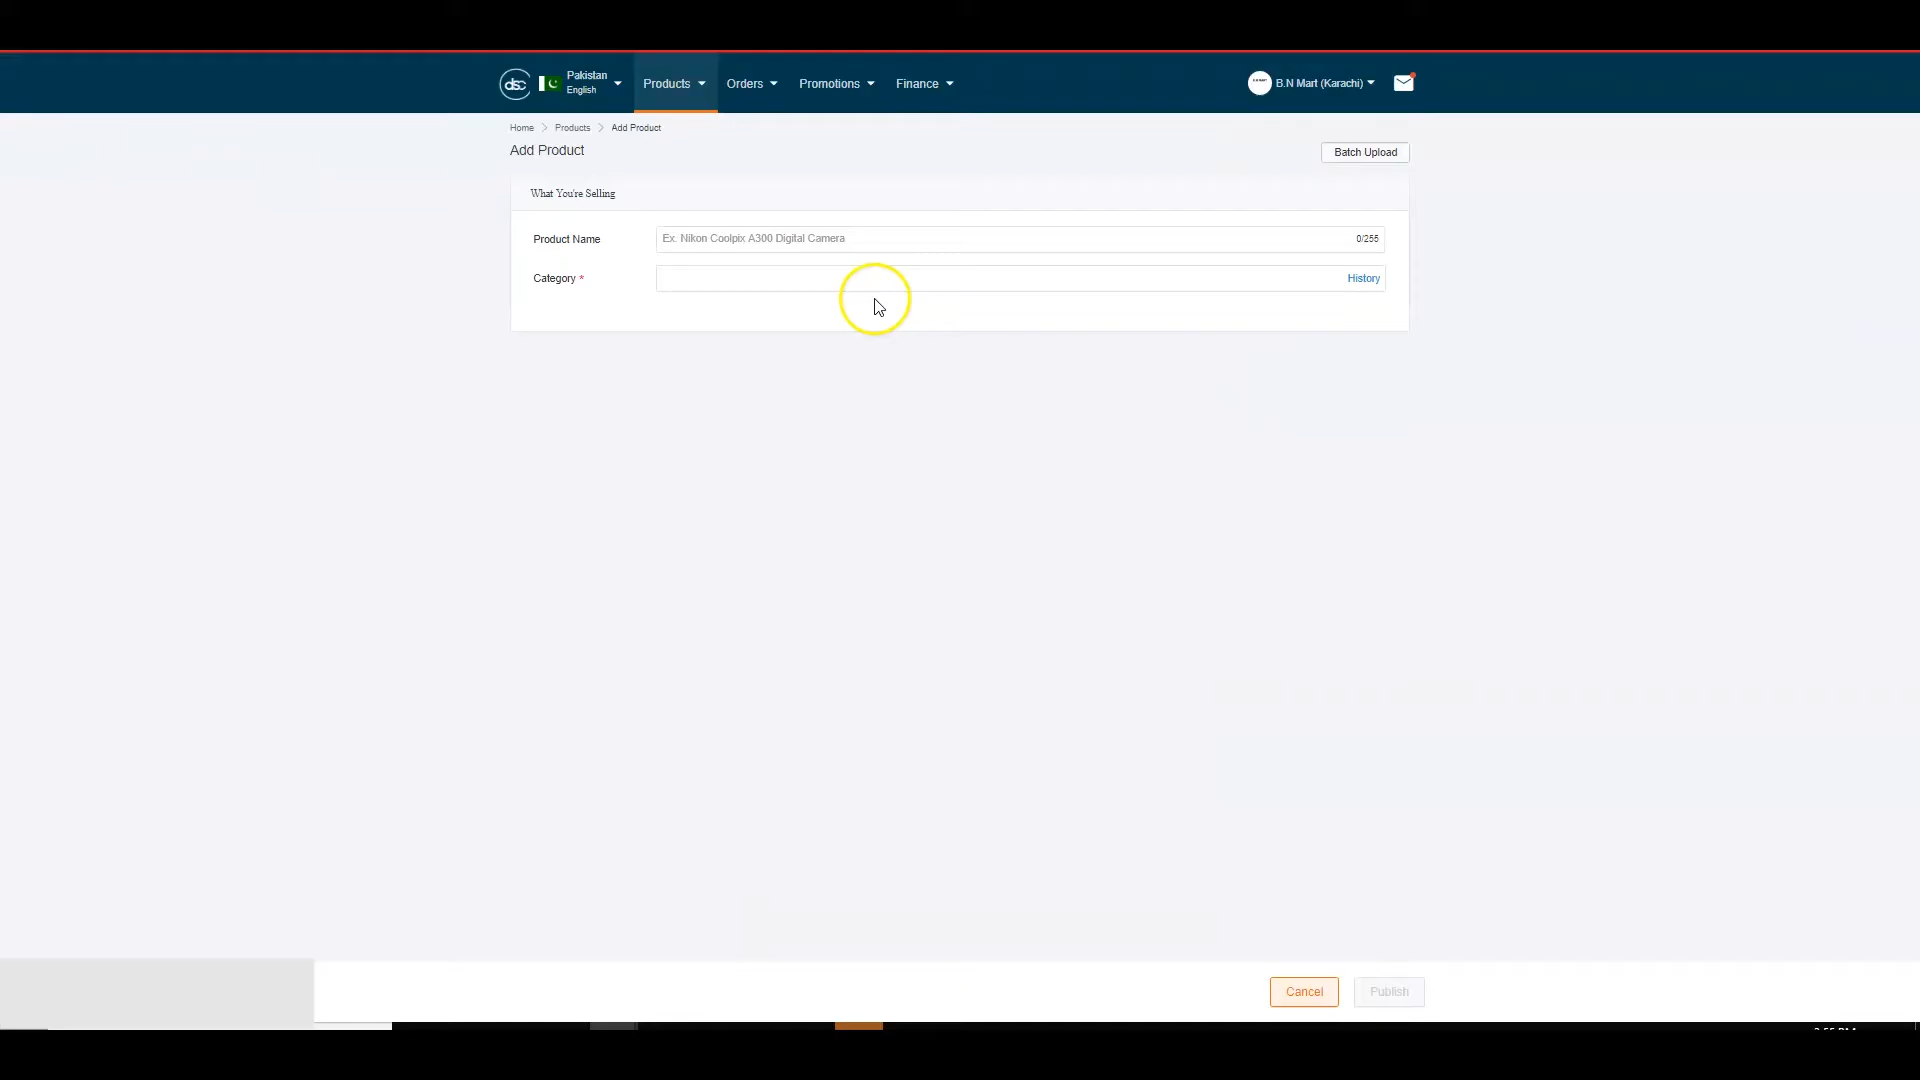 dsc
Pakistan
English
Products
Orders
Promotions
Finance
B.N Mart (Karachi)
Home > Products > Add Product
Add Product
Batch Upload
What You're Selling
Product Name
Ex. Nikon Coolpix A300 Digital Camera
0/255
Category *
History
Cancel
Publish